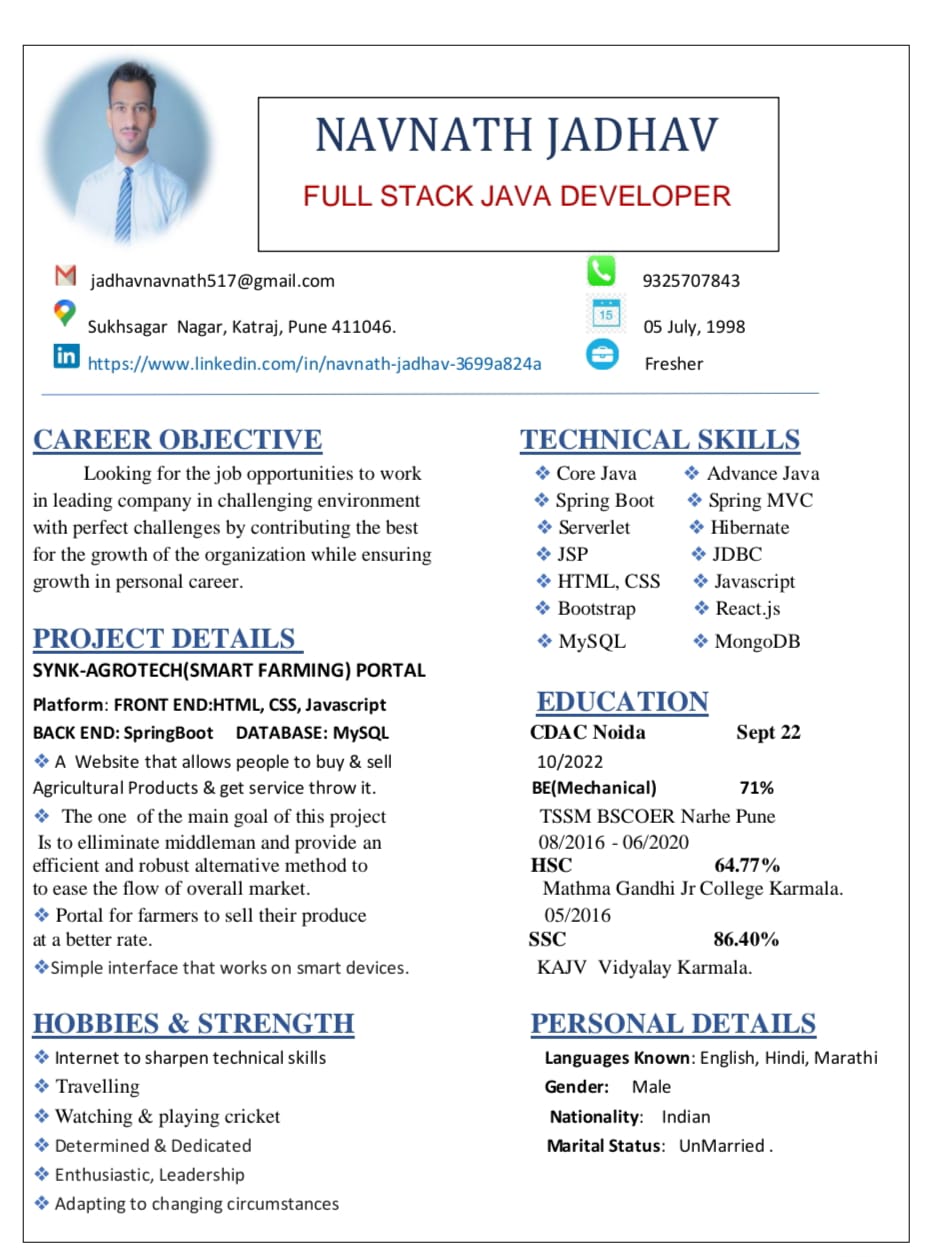 NAVNATH JADHAV
FULL STACK JAVA DEVELOPER
jadhavnavnath517@gmail.com
9325707843
15
Sukhsagar Nagar, Katraj, Pune 411046.
05 July, 1998
in
https://www.linkedin.com/in/navnath-jadhav-3699a824a
Fresher
CAREER OBJECTIVE
Looking for the job opportunities to work
in leading company in challenging environment
with perfect challenges by contributing the best
for the growth of the organization while ensuring
growth in personal career.
PROJECT DETAILS
SYNK-AGROTECH(SMART FARMING) PORTAL
Platform: FRONT END:HTML, CSS, Javascript
BACK END: SpringBoot DATABASE: MySQL
❖ A Website that allows people to buy & sell
Agricultural Products & get service throw it.
❖ The one of the main goal of this project
Is to elliminate middleman and provide an
efficient and robust alternative method to
to ease the flow of overall market.
❖ Portal for farmers to sell their produce
at a better rate.
❖Simple interface that works on smart devices.
HOBBIES & STRENGTH
❖ Internet to sharpen technical skills
❖ Travelling
❖ Watching & playing cricket
❖ Determined & Dedicated
❖ Enthusiastic, Leadership
❖ Adapting to changing circumstances
TECHNICAL SKILLS
❖ Core Java ❖ Advance Java
❖ Spring Boot ❖ Spring MVC
❖ Serverlet ❖ Hibernate
❖ JSP ❖ JDBC
❖ HTML, CSS ❖ Javascript
❖ Bootstrap ❖ React.js
❖ MySQL ❖ MongoDB
EDUCATION
CDAC Noida Sept 22
10/2022
BE(Mechanical) 71%
TSSM BSCOER Narhe Pune
08/2016 - 06/2020
HSC 64.77%
Mathma Gandhi Jr College Karmala.
05/2016
SSC 86.40%
KAJV Vidyalay Karmala.
PERSONAL DETAILS
Languages Known: English, Hindi, Marathi
Gender: Male
Nationality: Indian
Marital Status: UnMarried .